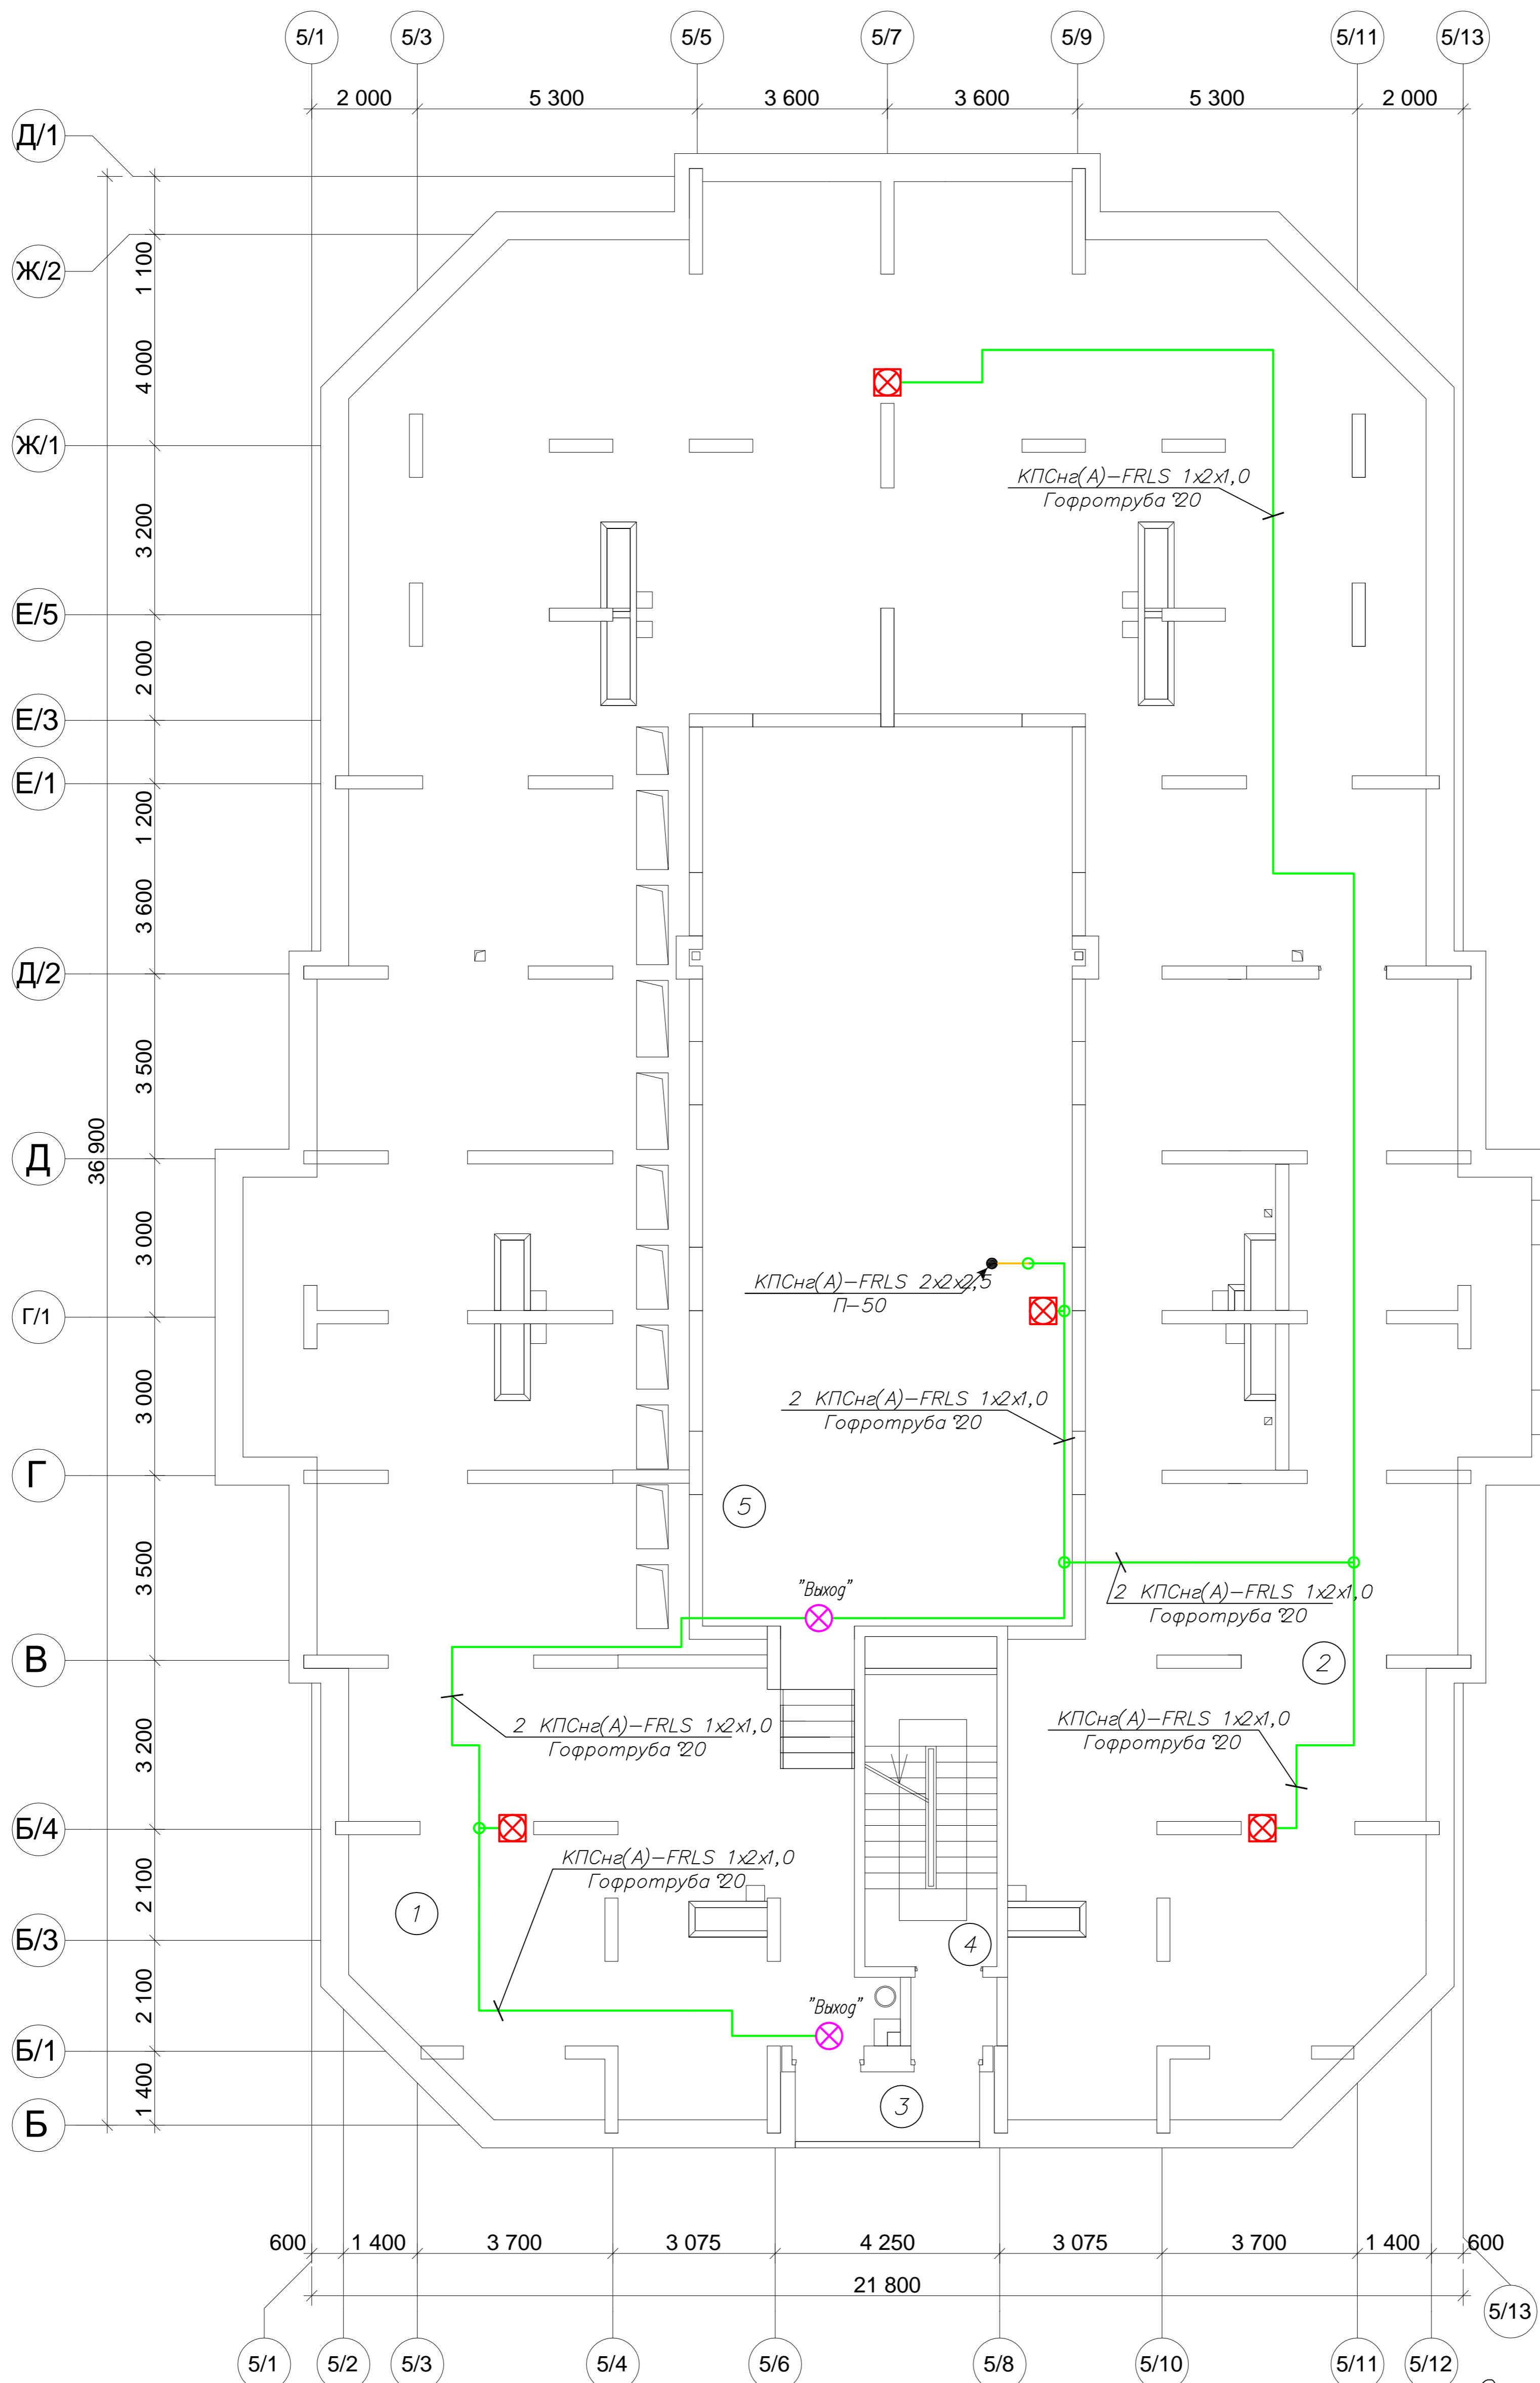 5/1 5/3 5/5 5/7 5/9 5/11 5/13
2 000 5 300 3 600 3 600 5 300 2 000
Д/1
Ж/2
1 100
4 000
Ж/1
КПСнг(А)-FRLS 1x2x1,0
Гофротруба ?20
3 200
Е/5
2 000
Е/3
Е/1
1 200
3 600
Д/2
3 500
36 900
Д
3 000
КПСнг(А)-FRLS 2x2x2,5
П-50
Г/1
3 000
2 КПСнг(А)-FRLS 1x2x1,0
Гофротруба ?20
Г
5
3 500
"Выход"
2 КПСнг(А)-FRLS 1x2x1,0
Гофротруба ?20
В
2
3 200
2 КПСнг(А)-FRLS 1x2x1,0
Гофротруба ?20
КПСнг(А)-FRLS 1x2x1,0
Гофротруба ?20
Б/4
КПСнг(А)-FRLS 1x2x1,0
Гофротруба ?20
2 100
1
Б/3
4
2 100
"Выход"
Б/1
1 400
3
Б
600 1 400 3 700 3 075 4 250 3 075 3 700 1 400 600
21 800
5/13
5/1 5/2 5/3 5/4 5/6 5/8 5/10 5/11 5/12